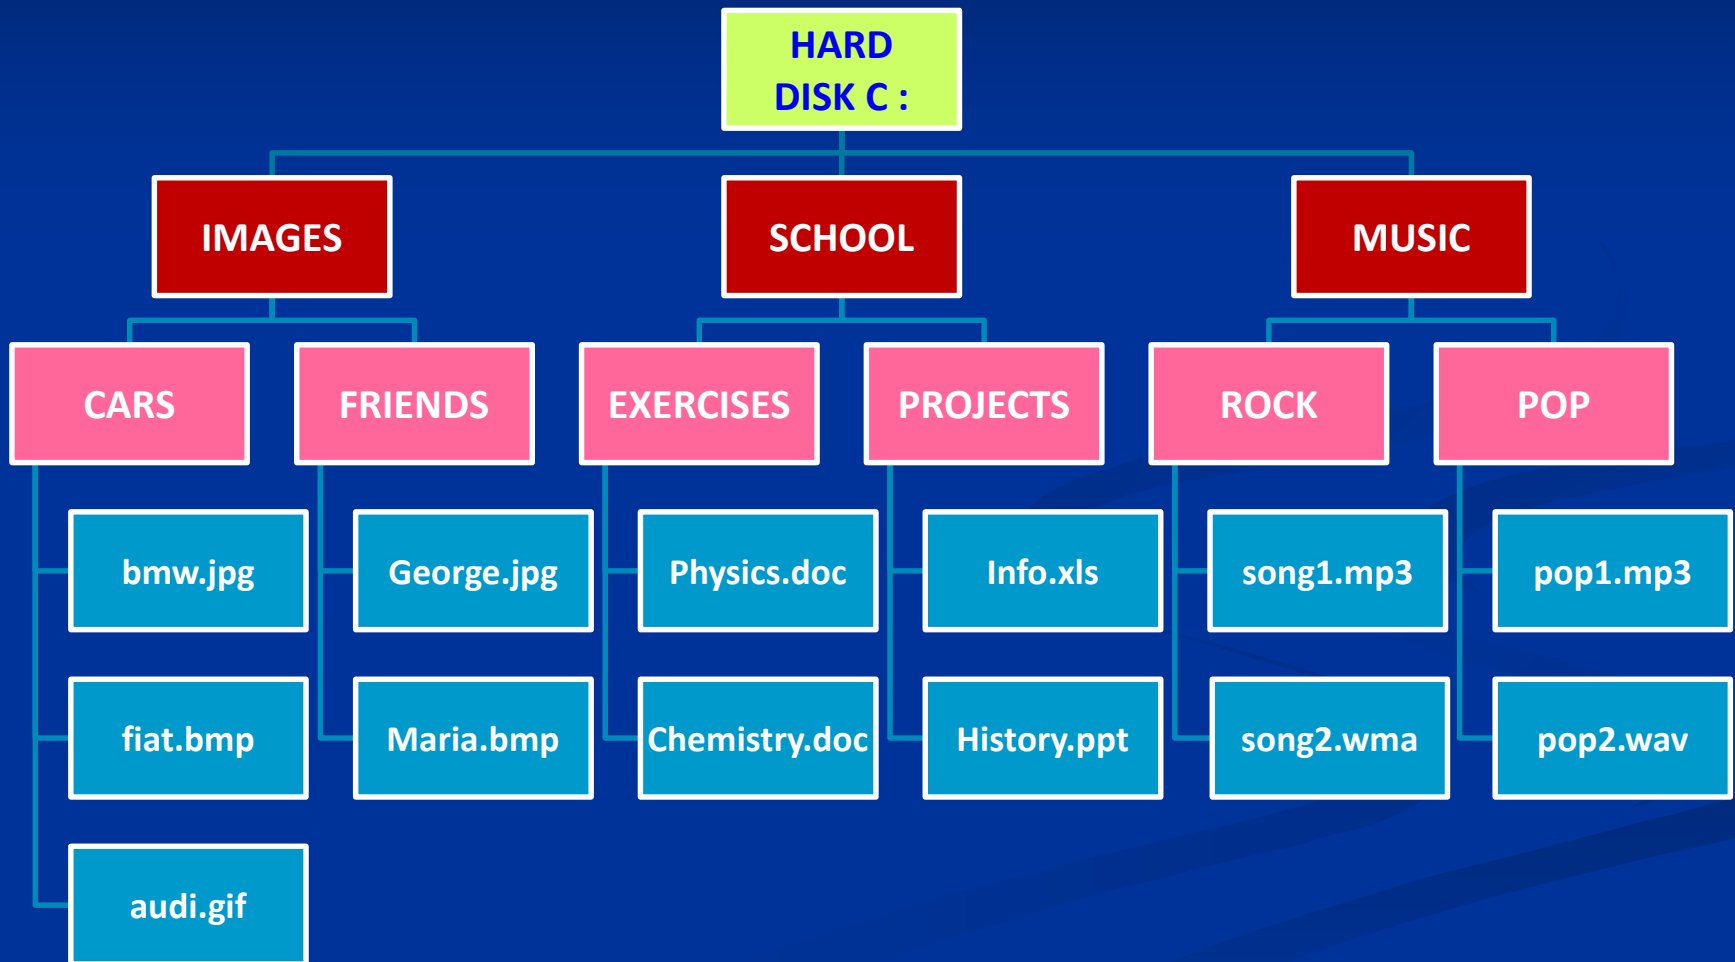 HARD
DISK C :
IMAGES
SCHOOL
MUSIC
CARS
FRIENDS
EXERCISES
PROJECTS
ROCK
POP
bmw.jpg
George.jpg
Physics.doc
Info.xls
song1.mp3
pop1.mp3
fiat.bmp
Maria.bmp
Chemistry.doc
History.ppt
song2.wma
pop2.wav
audi.gif